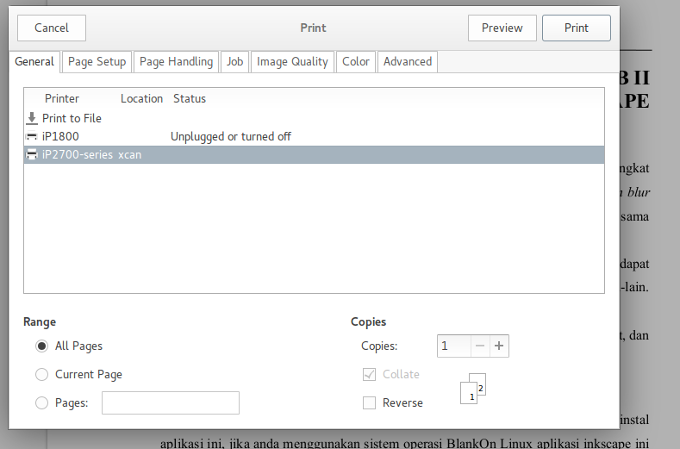 Cancel Print Preview Print
General Page Setup Page Handling Job Image Quality Color Advanced
Printer Location Status
Print to File
iP1800 Unplugged or turned off
iP2700-series xcan
Range
All Pages
Current Page
Pages:
Copies
Copies: 1
Collate
Reverse
1 2
B II
APE
ngkat
n blur
sama
dapat
-lain.
t, dan
instal
aplikasi ini, jika anda menggunakan sistem operasi BlankOn Linux aplikasi inkscape ini